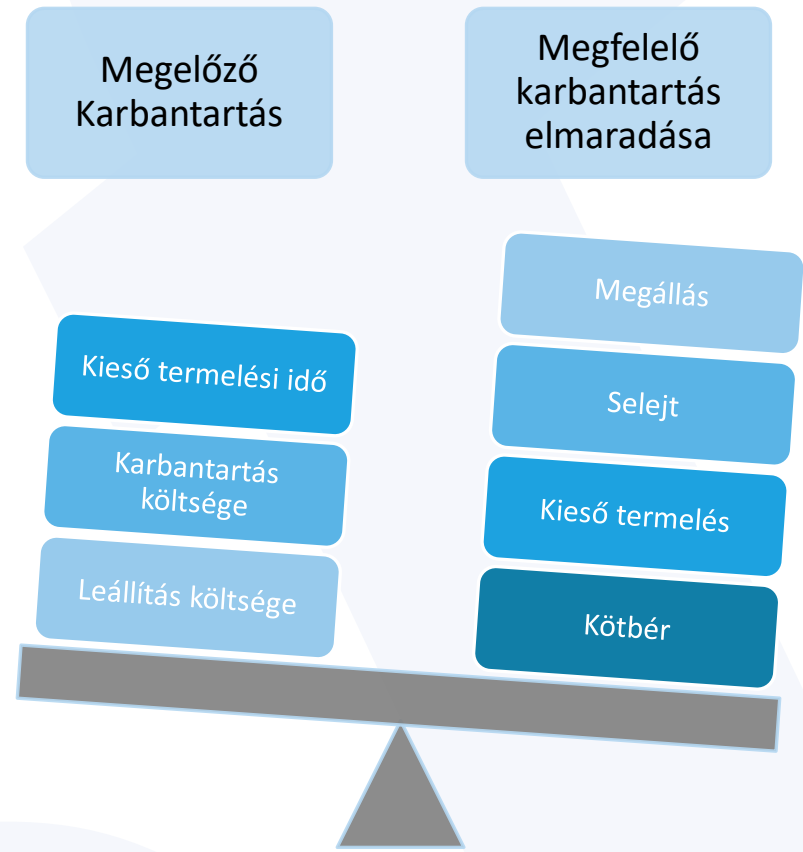 Megelőző
Karbantartás
Megfelelő
karbantartás
elmaradása
Kieső termelési idő
Karbantartás
költsége
Leállítás költsége
Megállás
Selejt
Kieső termelés
Kötbér